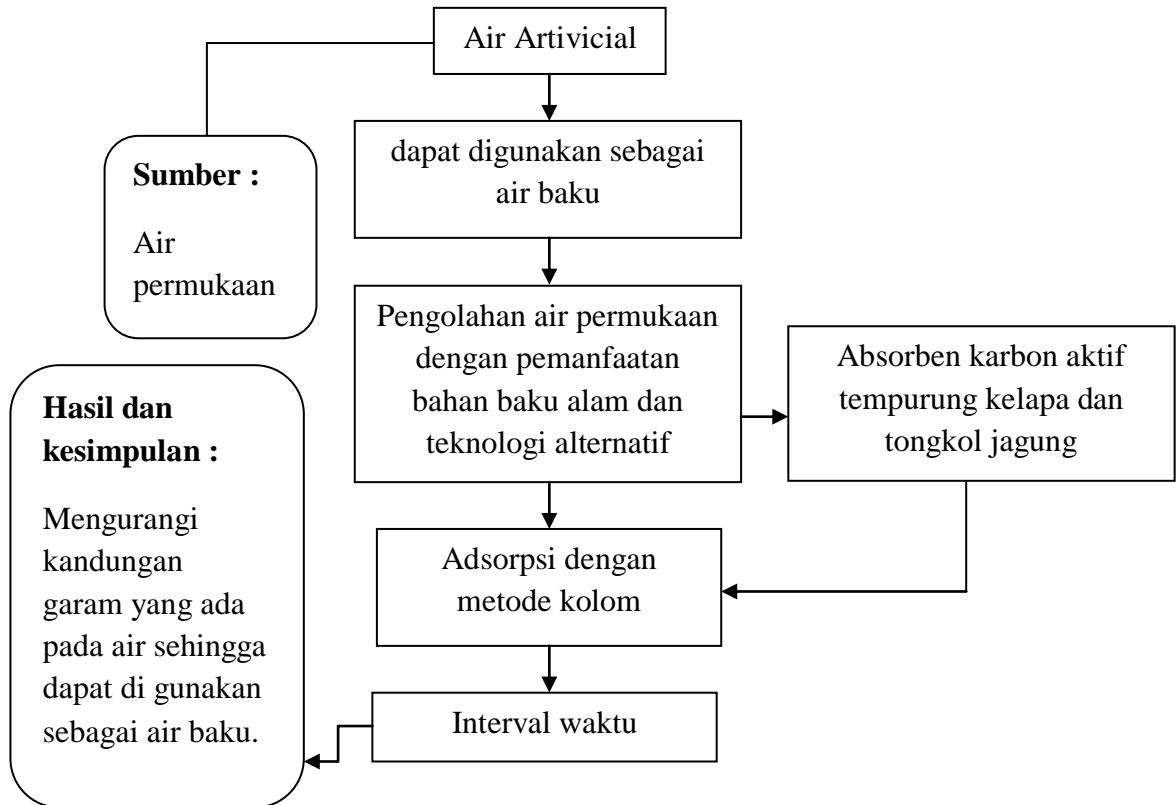 Air Artivicial
dapat digunakan sebagai
air baku
Sumber :
Air
permukaan
Pengolahan air permukaan
dengan pemanfaatan
bahan baku alam dan
teknologi alternatif
Absorben karbon aktif
tempurung kelapa dan
tongkol jagung
Adsorpsi dengan
metode kolom
Interval waktu
Hasil dan
kesimpulan :
Mengurangi
kandungan
garam yang ada
pada air sehingga
dapat di gunakan
sebagai air baku.